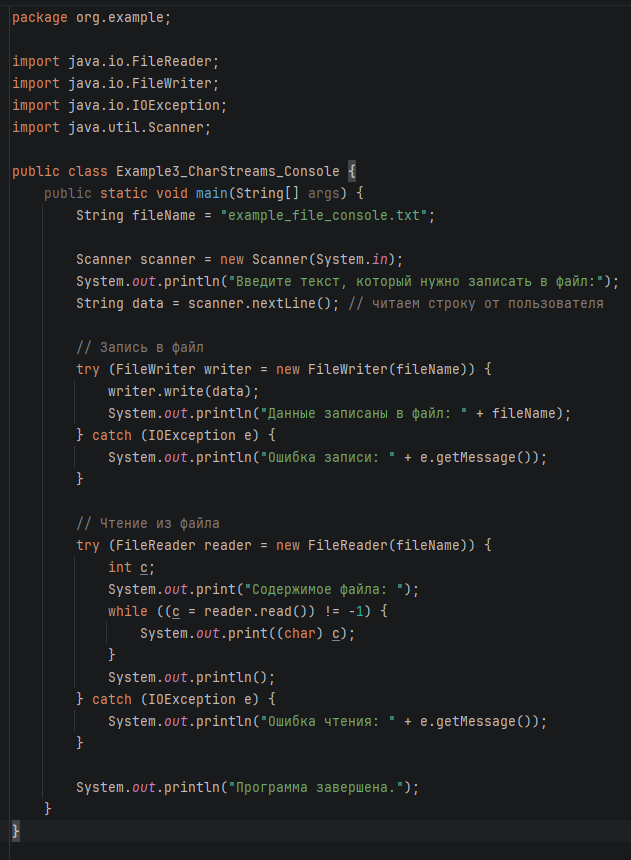 package org.example;
import java.io.FileReader;
import java.io.FileWriter;
import java.io.IOException;
import java.util.Scanner;
public class Example3_CharStreams_Console {
public static void main(String[] args) {
String fileName = "example_file_console.txt";
Scanner scanner = new Scanner(System.in);
System.out.println("Введите текст, который нужно записать в файл:");
String data = scanner.nextLine(); // читаем строку от пользователя
// Запись в файл
try (FileWriter writer = new FileWriter(fileName)) {
writer.write(data);
System.out.println("Данные записаны в файл: " + fileName);
} catch (IOException e) {
System.out.println("Ошибка записи: " + e.getMessage());
}
// Чтение из файла
try (FileReader reader = new FileReader(fileName)) {
int c;
System.out.print("Содержимое файла: ");
while ((c = reader.read()) != -1) {
System.out.print((char) c);
}
System.out.println();
} catch (IOException e) {
System.out.println("Ошибка чтения: " + e.getMessage());
}
System.out.println("Программа завершена.");
}
}